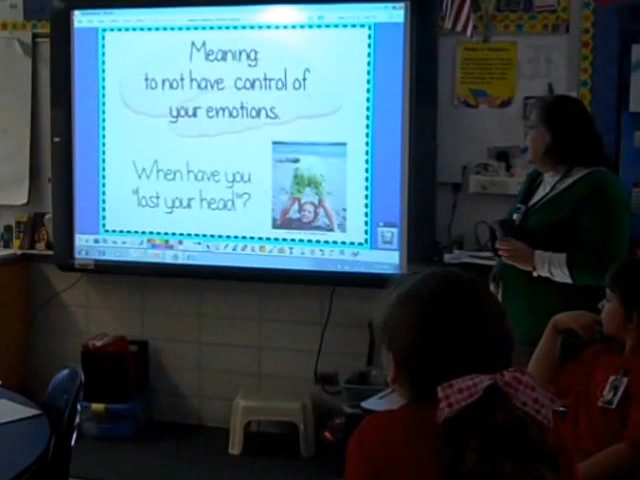 Meaning:
to not have control of
your emotions.
When have you
"lost your head"?